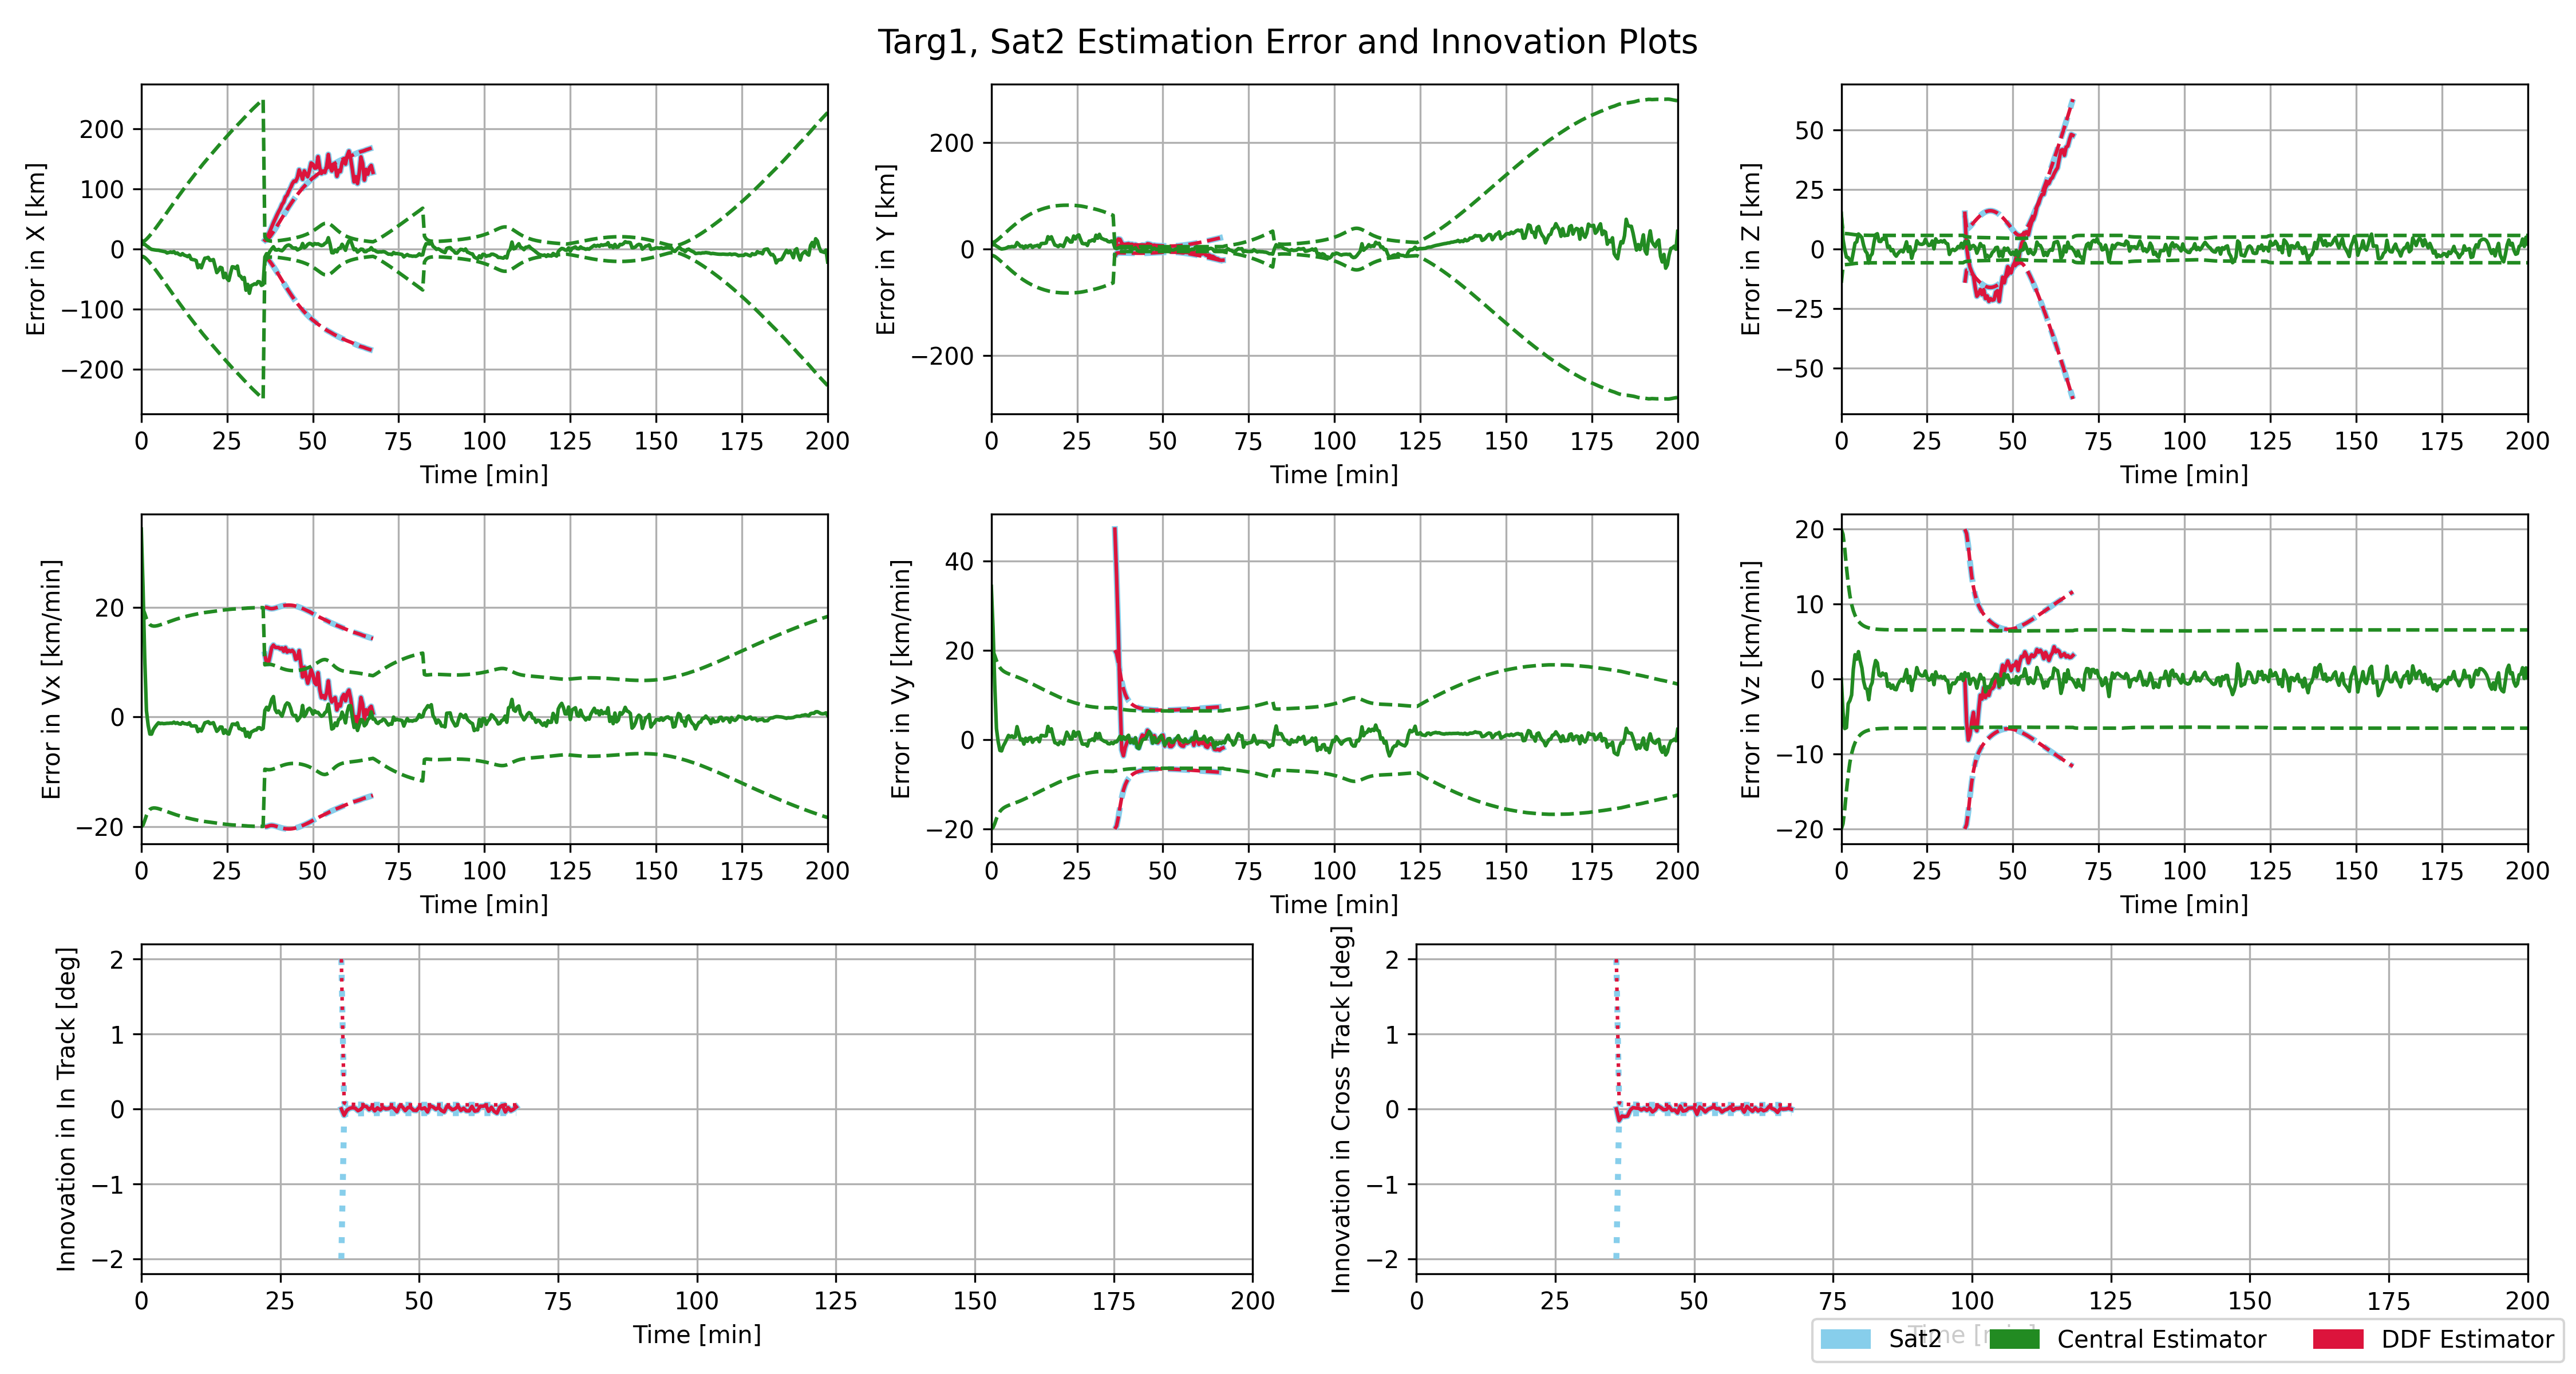 Targ1, Sat2 Estimation Error and Innovation Plots
Error in X [km]
200
100
0
−100
−200
0 25 50 75 100 125 150 175 200
Time [min]
Error in Y [km]
200
0
−200
0 25 50 75 100 125 150 175 200
Time [min]
Error in Z [km]
50
25
0
−25
−50
0 25 50 75 100 125 150 175 200
Time [min]
Error in Vx [km/min]
20
0
−20
0 25 50 75 100 125 150 175 200
Time [min]
Error in Vy [km/min]
40
20
0
−20
0 25 50 75 100 125 150 175 200
Time [min]
Error in Vz [km/min]
20
10
0
−10
−20
0 25 50 75 100 125 150 175 200
Time [min]
Innovation in In Track [deg]
2
1
0
−1
−2
0 25 50 75 100 125 150 175 200
Time [min]
Innovation in Cross Track [deg]
2
1
0
−1
−2
0 25 50 75 100 125 150 175 200
Time [min]
Sat2 Central Estimator DDF Estimator